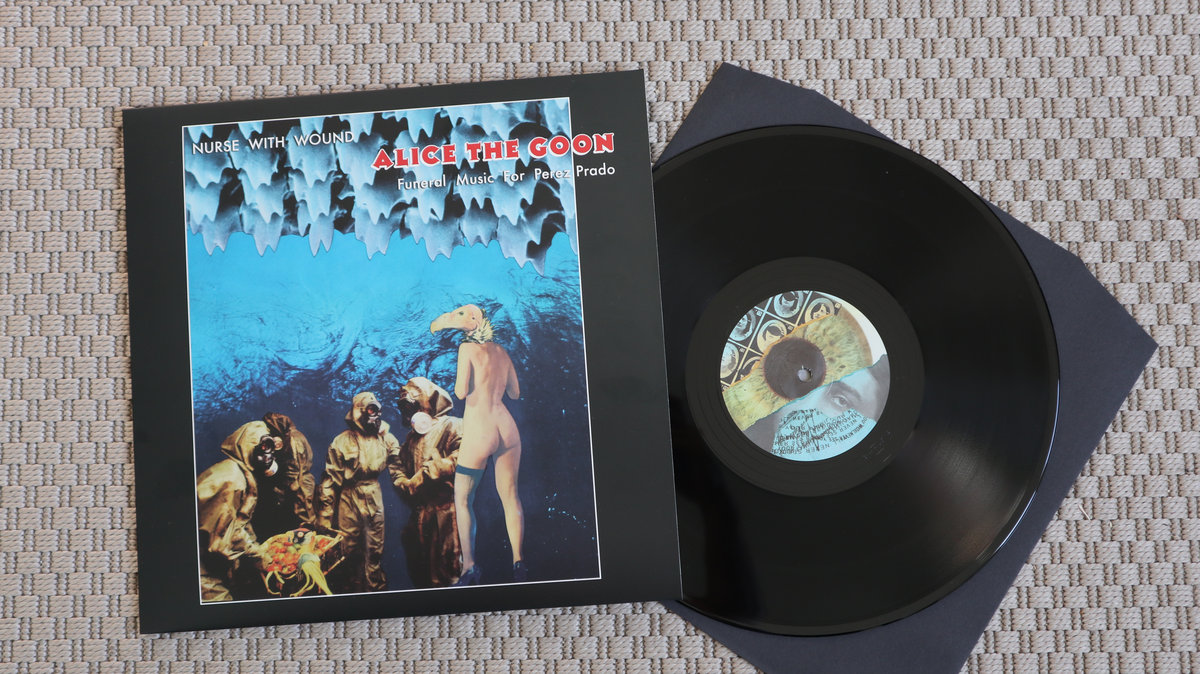 NURSE WITH WOUND
ALICE THE GOON
Funeral Music For Perez Prado